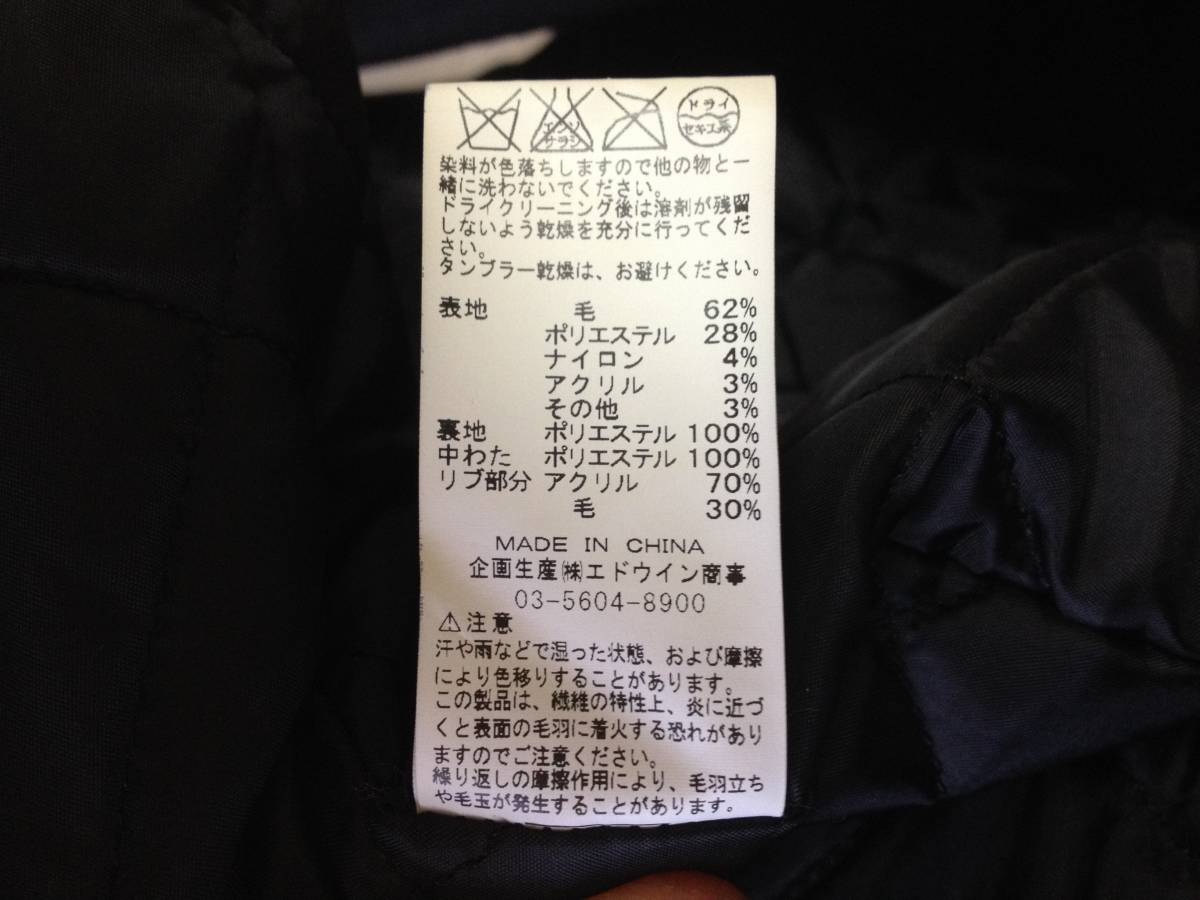 エンソ
サラシ
ドライ
セキユ系
染料が色落ちしますので他の物と一
緒に洗わないでください。
ドライクリーニング後は溶剤が残留
しないよう乾燥を充分に行ってくだ
さい。
タンブラー乾燥は、お避けください。
表地 毛 62%
ポリエステル 28%
ナイロン 4%
アクリル 3%
その他 3%
裏地 ポリエステル 100%
中わた ポリエステル 100%
リブ部分 アクリル 70%
毛 30%
MADE IN CHINA
企画生産㈱エドウイン商事
03-5604-8900
⚠注意
汗や雨などで湿った状態、および摩擦
により色移りすることがあります。
この製品は、繊維の特性上、炎に近づ
くと表面の毛羽に着火する恐れがあり
ますのでご注意ください。
繰り返しの摩擦作用により、毛羽立ち
や毛玉が発生することがあります。